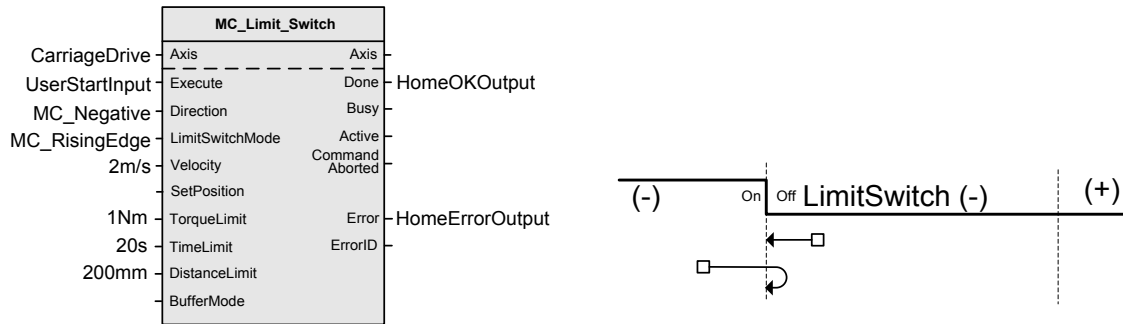 MC_Limit_Switch
CarriageDrive Axis Axis
UserStartInput Execute Done HomeOKOutput
MC_Negative Direction Busy
MC_RisingEdge LimitSwitchMode Active
2m/s Velocity Command Aborted
SetPosition
1Nm TorqueLimit Error HomeErrorOutput
20s TimeLimit ErrorID
200mm DistanceLimit
BufferMode
(-) On Off LimitSwitch (-) (+)